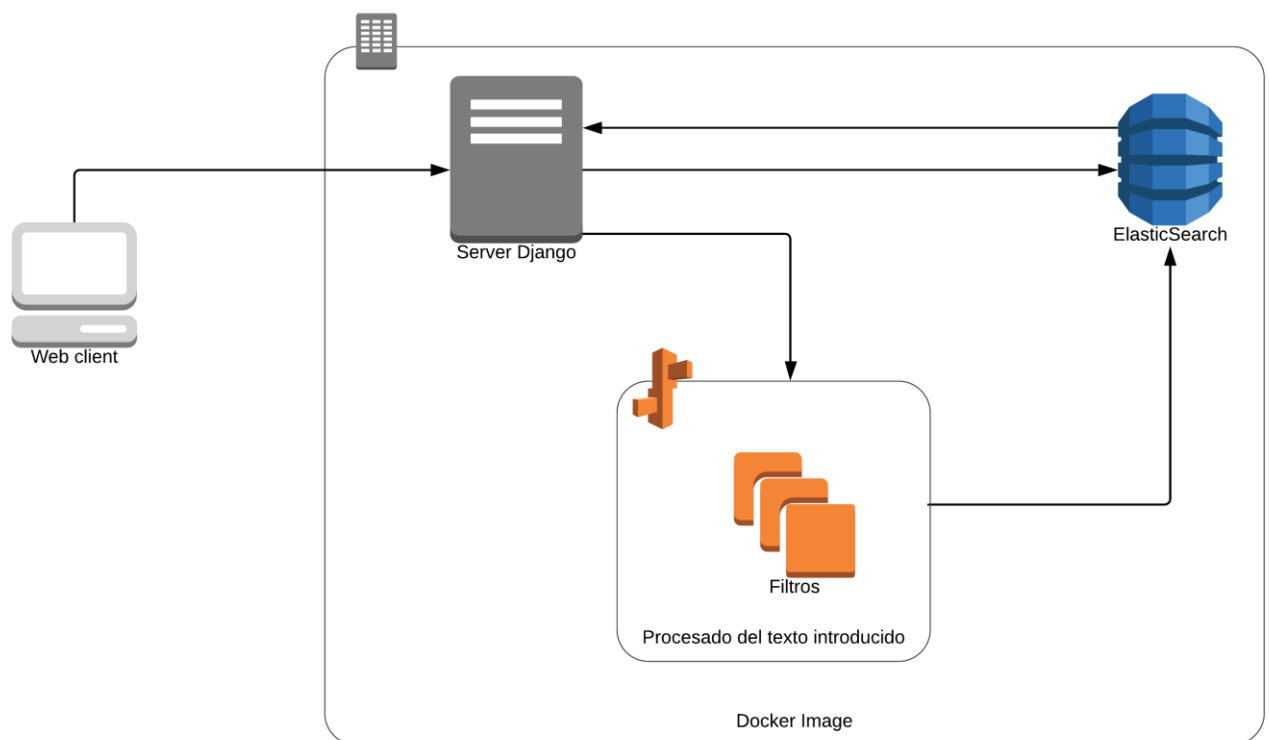 Server Django
ElasticSearch
Web client
Filtros
Procesado del texto introducido
Docker Image